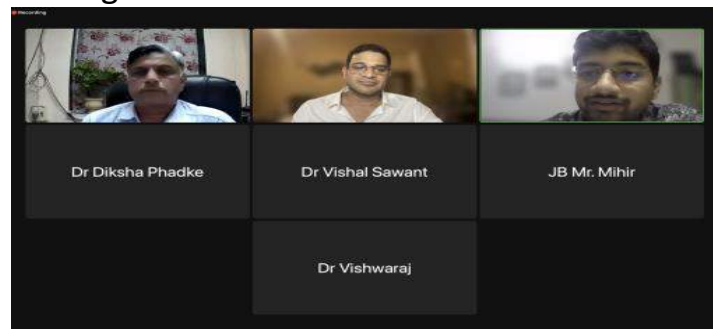 Recording
Dr Diksha Phadke
Dr Vishal Sawant
JB Mr. Mihir
Dr Vishwaraj